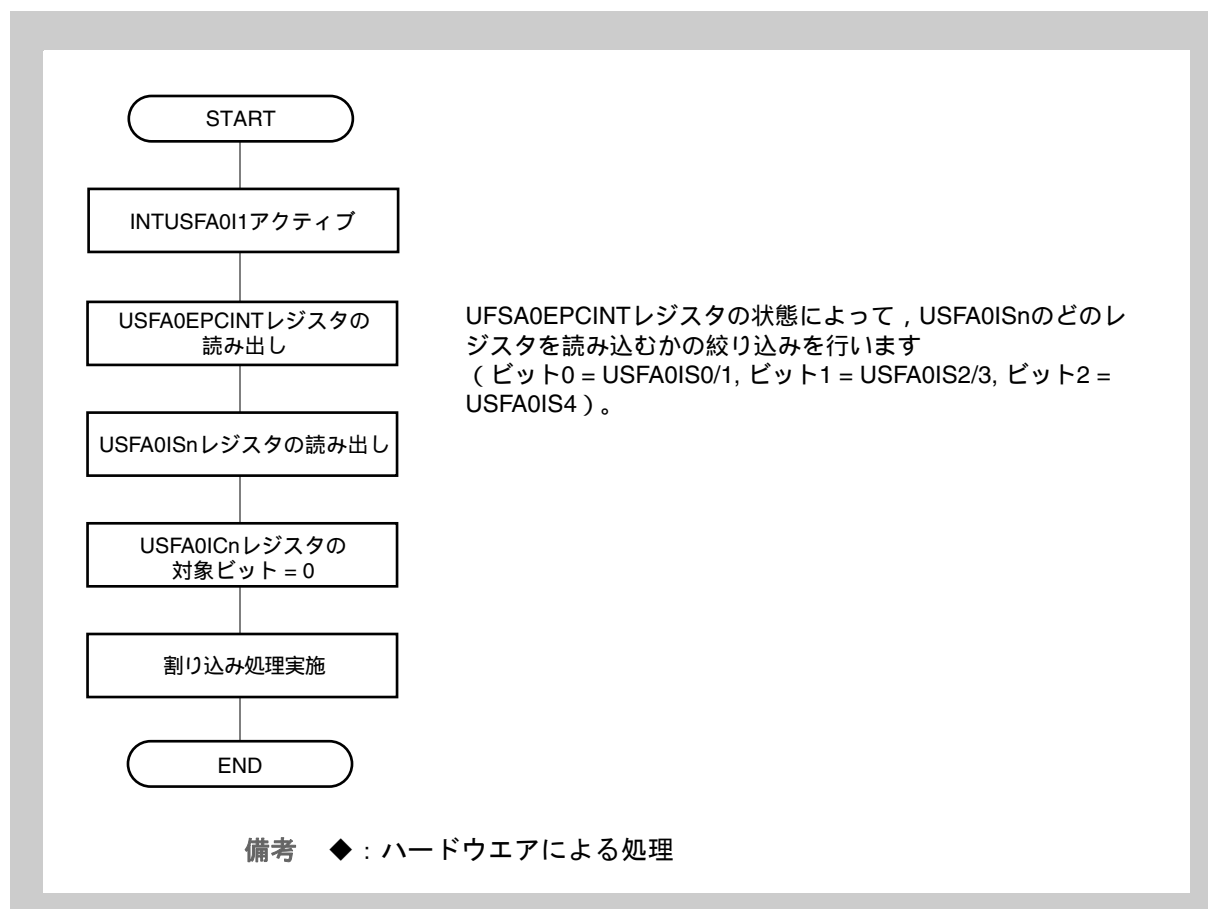 START
INTUSFA0I1アクティブ
USFA0EPCINTレジスタの
読み出し
UFSA0EPCINTレジスタの状態によって，USFA0ISnのどのレ
ジスタを読み込むかの絞り込みを行います
（ビット0 = USFA0IS0/1, ビット1 = USFA0IS2/3, ビット2 =
USFA0IS4）。
USFA0ISnレジスタの読み出し
USFA0ICnレジスタの
対象ビット = 0
割り込み処理実施
END
備考 ◆：ハードウエアによる処理